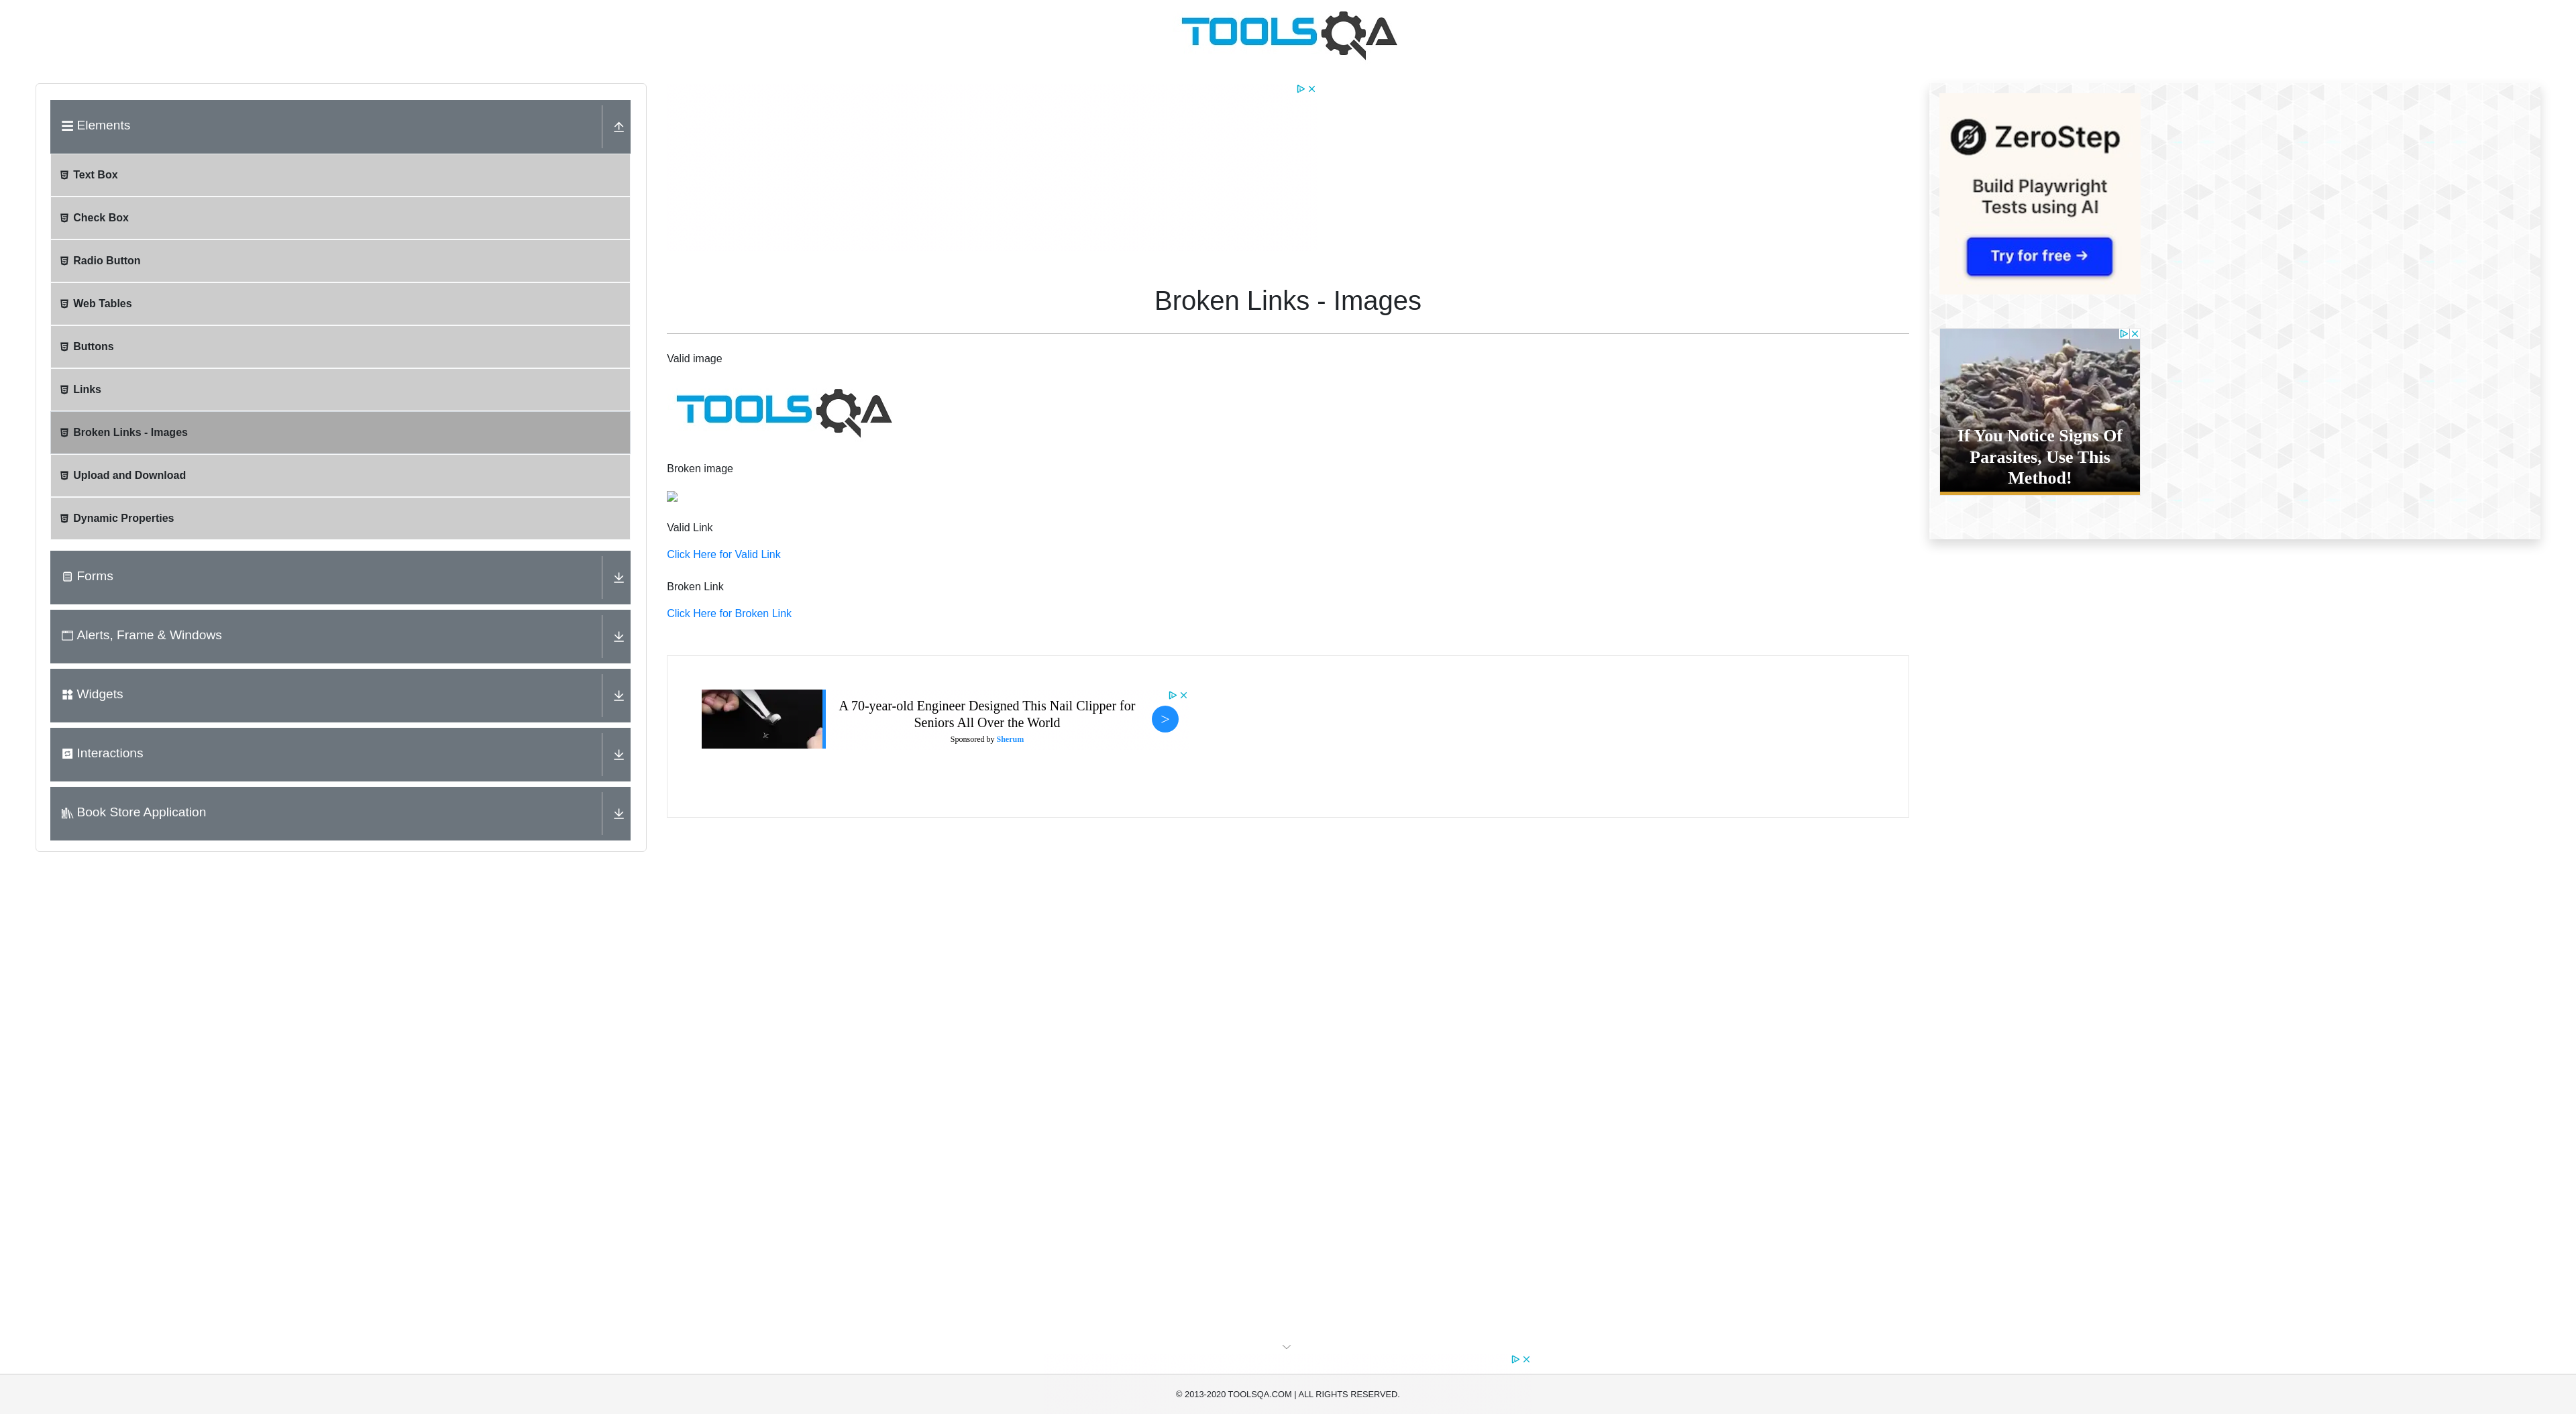 TOOLSQA
Elements
Text Box
Check Box
Radio Button
Web Tables
Buttons
Links
Broken Links - Images
Upload and Download
Dynamic Properties
Forms
Alerts, Frame & Windows
Widgets
Interactions
Book Store Application
Broken Links - Images
Valid image
TOOLSQA
Broken image
Valid Link
Click Here for Valid Link
Broken Link
Click Here for Broken Link
A 70-year-old Engineer Designed This Nail Clipper for
Seniors All Over the World
Sponsored by Sherum
>
ZeroStep
Build Playwright
Tests using AI
Try for free →
If You Notice Signs Of
Parasites, Use This
Method!
© 2013-2020 TOOLSQA.COM | ALL RIGHTS RESERVED.